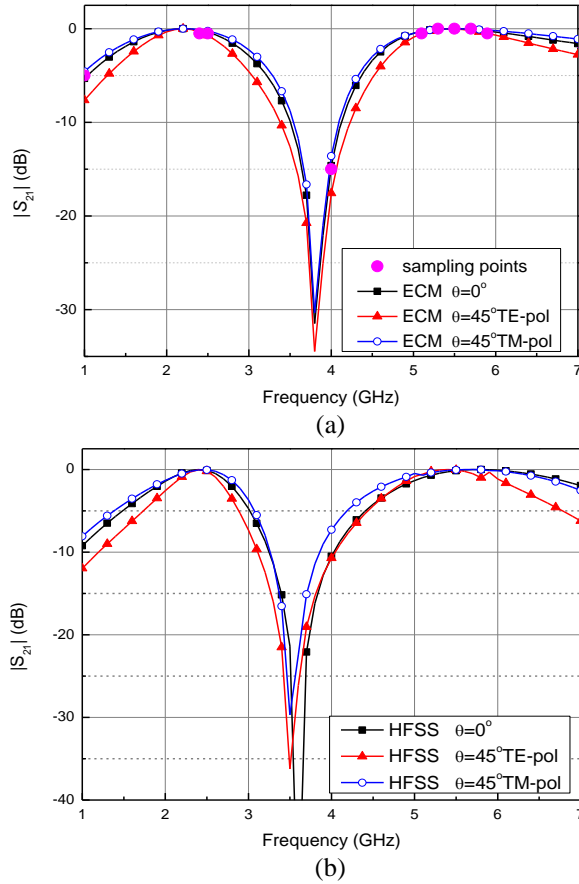 0
-10
-20
-30
|S21| (dB)
sampling points
ECM θ=0°
ECM θ=45°TE-pol
ECM θ=45°TM-pol
1 2 3 4 5 6 7
Frequency (GHz)
(a)
0
-10
-20
-30
-40
|S21| (dB)
HFSS θ=0°
HFSS θ=45°TE-pol
HFSS θ=45°TM-pol
1 2 3 4 5 6 7
Frequency (GHz)
(b)